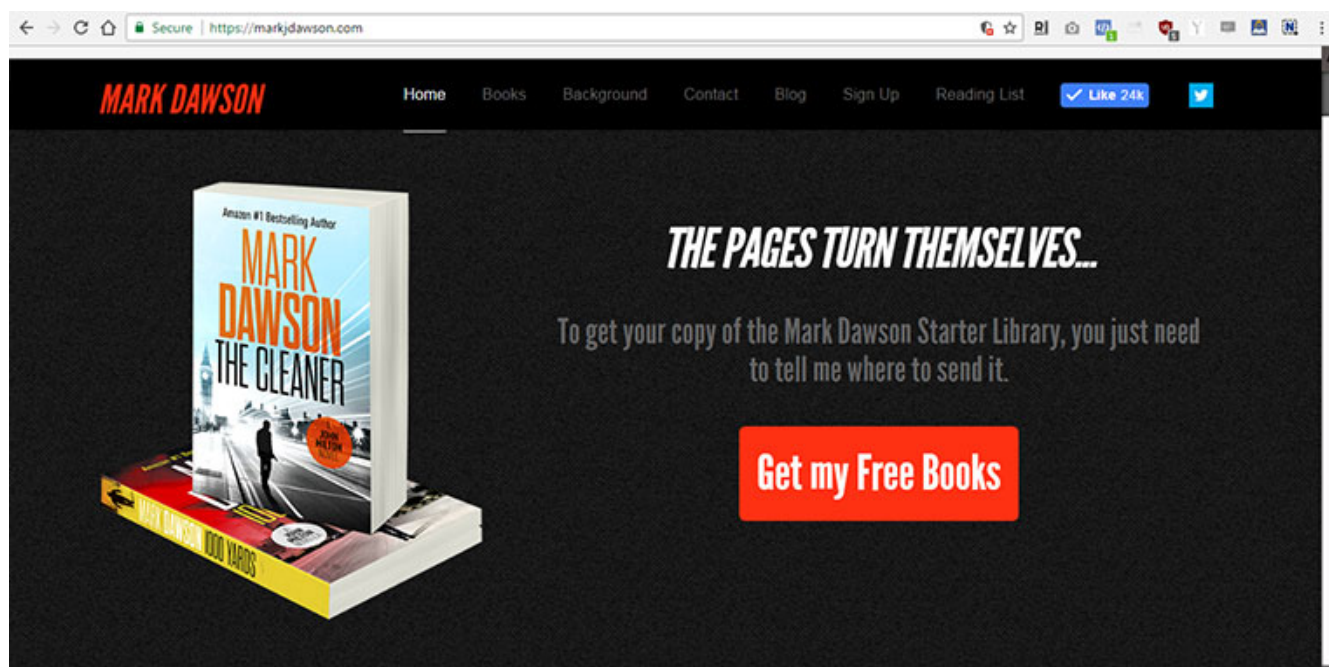 Secure | https://markjdawson.com
MARK DAWSON
Home Books Background Contact Blog Sign Up Reading List Like 24k
Amazon #1 Bestselling Author
MARK
DAWSON
THE CLEANER
A
JOHN
MILTON
NOVEL
MARK DAWSON 1000 YARDS
THE PAGES TURN THEMSELVES...
To get your copy of the Mark Dawson Starter Library, you just need
to tell me where to send it.
Get my Free Books